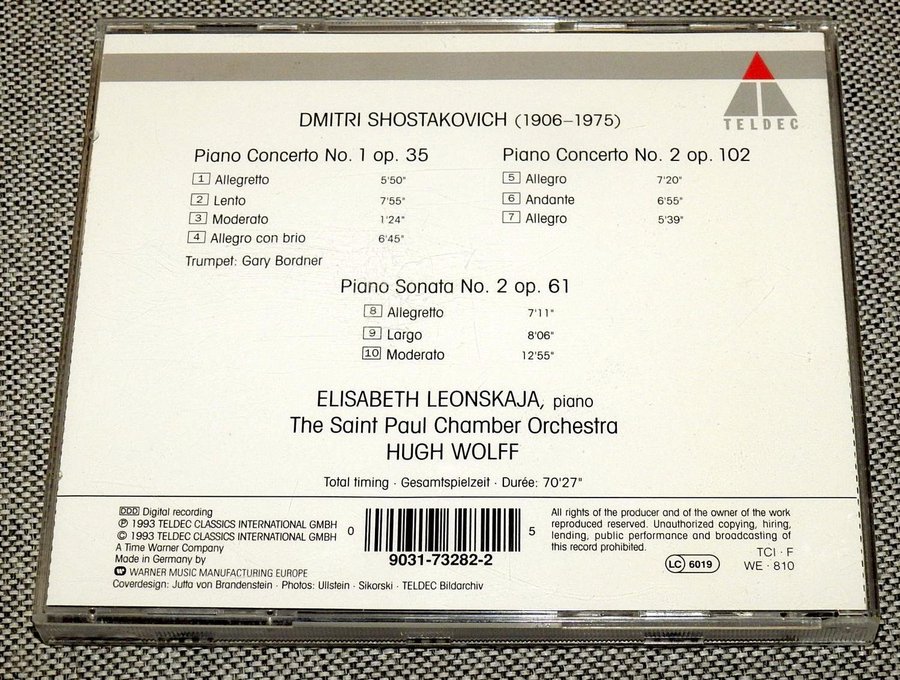 TELDEC
DMITRI SHOSTAKOVICH (1906–1975)
Piano Concerto No. 1 op. 35
1 Allegretto 5'50"
2 Lento 7'55"
3 Moderato 1'24"
4 Allegro con brio 6'45"
Trumpet: Gary Bordner
Piano Concerto No. 2 op. 102
5 Allegro 7'20"
6 Andante 6'55"
7 Allegro 5'39"
Piano Sonata No. 2 op. 61
8 Allegretto 7'11"
9 Largo 8'06"
10 Moderato 12'55"
ELISABETH LEONSKAJA, piano
The Saint Paul Chamber Orchestra
HUGH WOLFF
Total timing · Gesamtspielzeit · Durée: 70'27"
DDD Digital recording
℗ 1993 TELDEC CLASSICS INTERNATIONAL GMBH
© 1993 TELDEC CLASSICS INTERNATIONAL GMBH
A Time Warner Company
Made in Germany by
WARNER MUSIC MANUFACTURING EUROPE
Coverdesign: Jutta von Brandenstein · Photos: Ullstein · Sikorski · TELDEC Bildarchiv
0 5
9031-73282-2
All rights of the producer and of the owner of the work
reproduced reserved. Unauthorized copying, hiring,
lending, public performance and broadcasting of
this record prohibited.
LC 6019
TCI · F
WE · 810